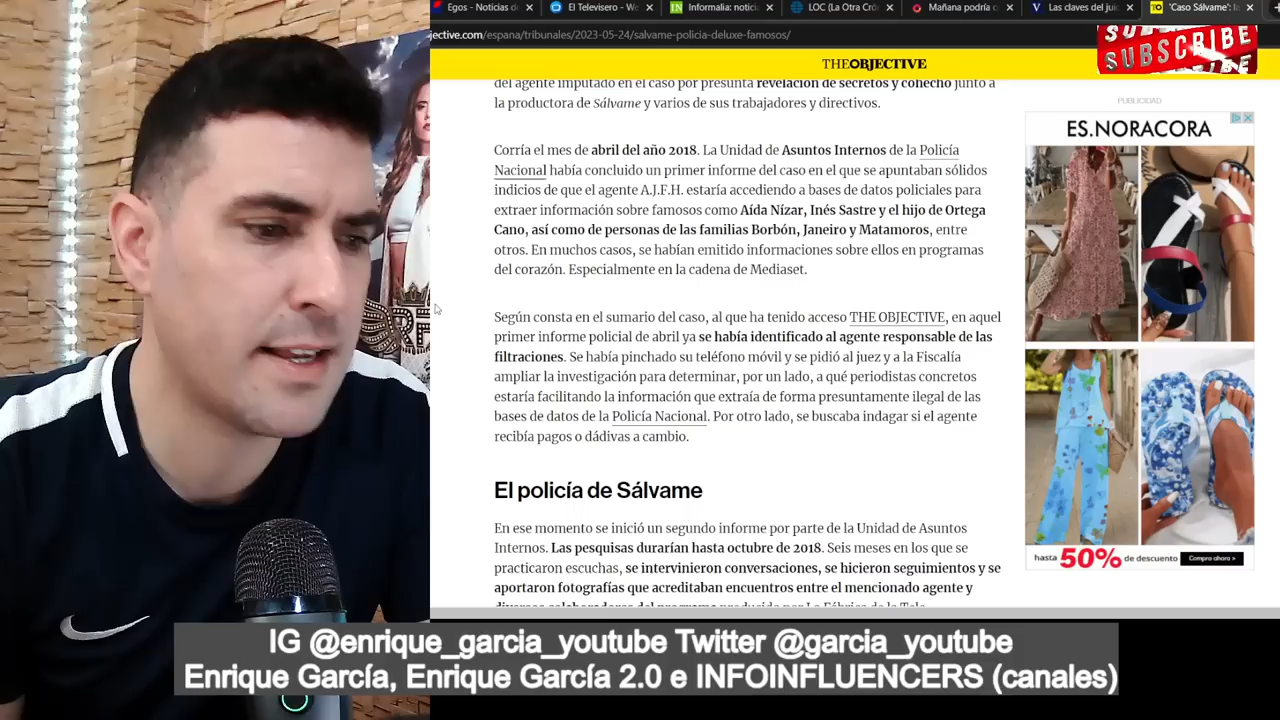 Egos - Noticias de
El Televisero - We
Informalia: notici
LOC (La Otra Cró
Mañana podría c
Las claves del jui
'Caso Sálvame': la
jective.com/espana/tribunales/2023-05-24/salvame-policia-deluxe-famosos/
SUBSCRIBE
THEOBJECTIVE
del agente imputado en el caso por presunta revelación de secretos y cohecho junto a
la productora de Sálvame y varios de sus trabajadores y directivos.
Corría el mes de abril del año 2018. La Unidad de Asuntos Internos de la Policía
Nacional había concluido un primer informe del caso en el que se apuntaban sólidos
indicios de que el agente A.J.F.H. estaría accediendo a bases de datos policiales para
extraer información sobre famosos como Aída Nízar, Inés Sastre y el hijo de Ortega
Cano, así como de personas de las familias Borbón, Janeiro y Matamoros, entre
otros. En muchos casos, se habían emitido informaciones sobre ellos en programas
del corazón. Especialmente en la cadena de Mediaset.
Según consta en el sumario del caso, al que ha tenido acceso THE OBJECTIVE, en aquel
primer informe policial de abril ya se había identificado al agente responsable de las
filtraciones. Se había pinchado su teléfono móvil y se pidió al juez y a la Fiscalía
ampliar la investigación para determinar, por un lado, a qué periodistas concretos
estaría facilitando la información que extraía de forma presuntamente ilegal de las
bases de datos de la Policía Nacional. Por otro lado, se buscaba indagar si el agente
recibía pagos o dádivas a cambio.
El policía de Sálvame
En ese momento se inició un segundo informe por parte de la Unidad de Asuntos
Internos. Las pesquisas durarían hasta octubre de 2018. Seis meses en los que se
practicaron escuchas, se intervinieron conversaciones, se hicieron seguimientos y se
aportaron fotografías que acreditaban encuentros entre el mencionado agente y
diversos colaboradores del programa producido por La Fábrica de la Tele.
PUBLICIDAD
ES.NORACORA
hasta 50% de descuento
Compra ahora >
IG @enrique_garcia_youtube Twitter @garcia_youtube
Enrique García, Enrique García 2.0 e INFOINFLUENCERS (canales)